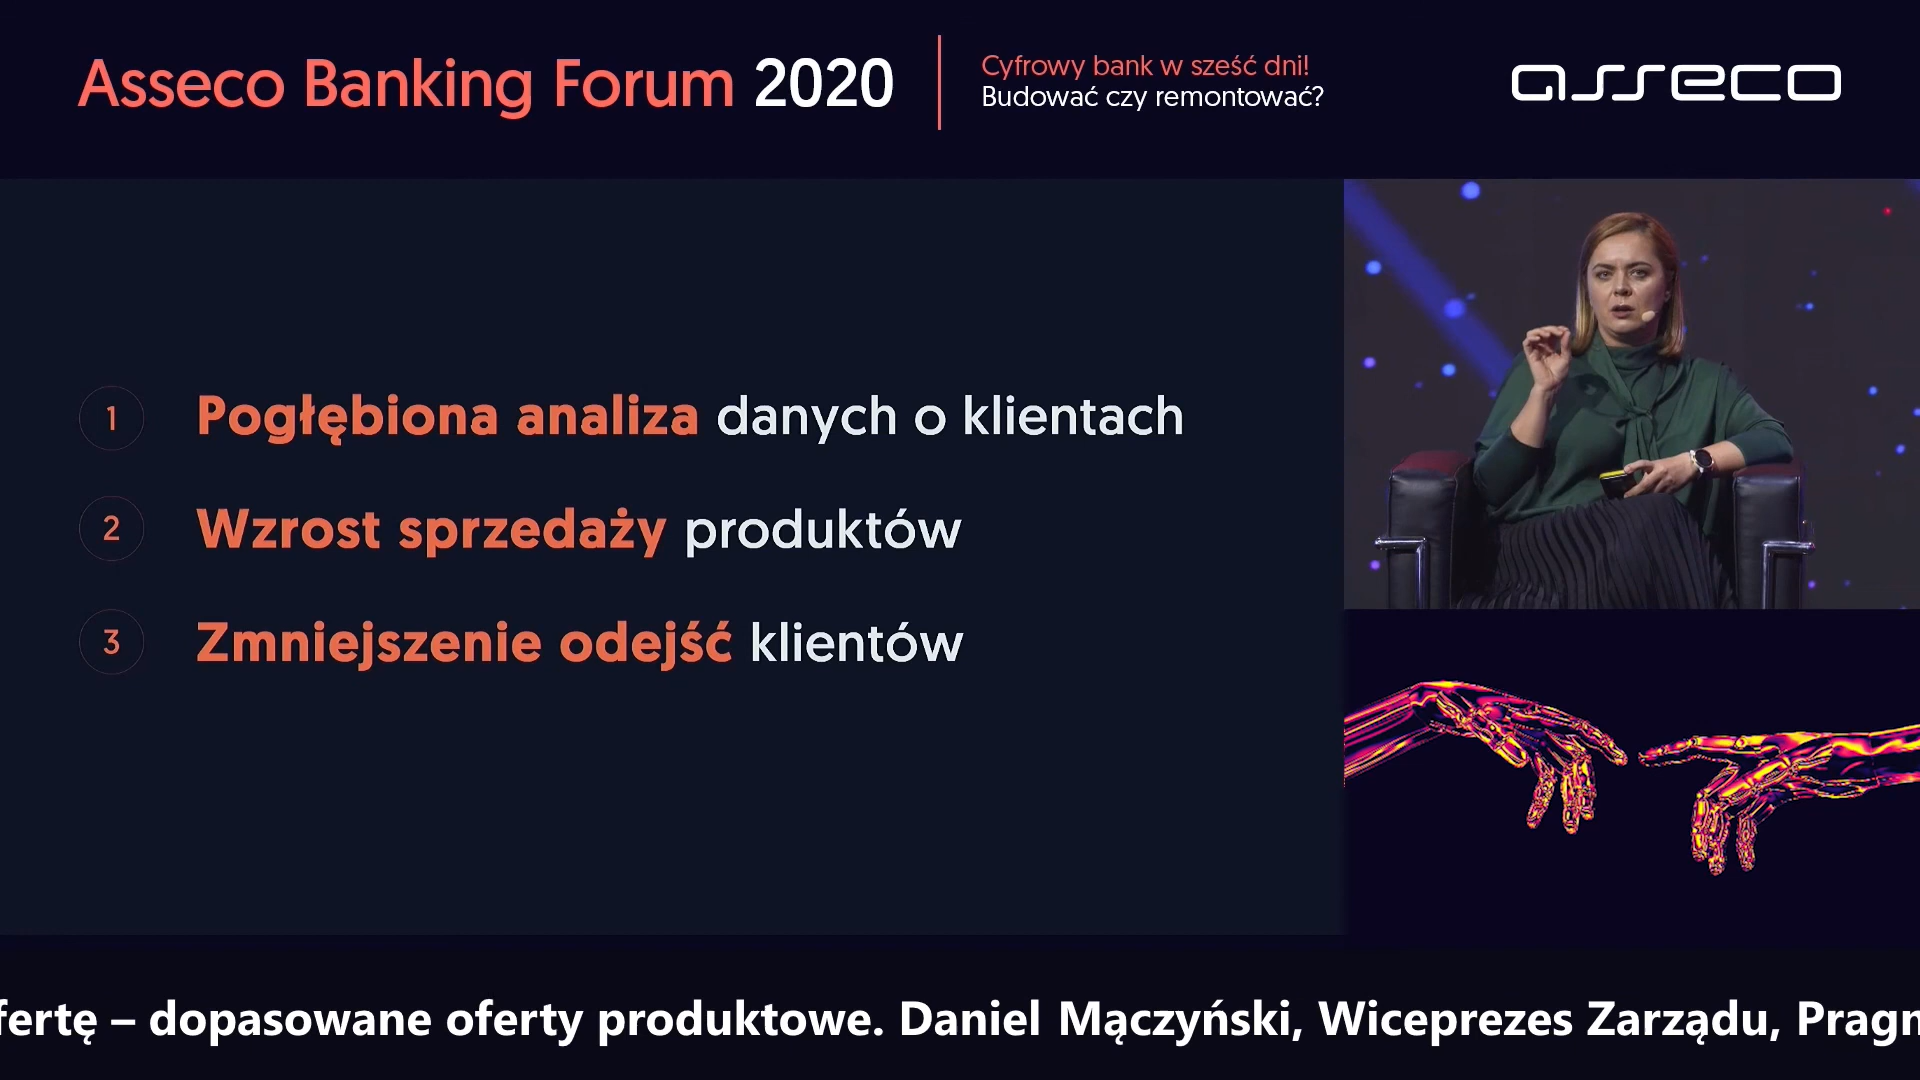 Asseco Banking Forum 2020
Cyfrowy bank w sześć dni!
Budować czy remontować?
asseco
1 Pogłębiona analiza danych o klientach
2 Wzrost sprzedaży produktów
3 Zmniejszenie odejść klientów
fertę – dopasowane oferty produktowe. Daniel Mączyński, Wiceprezes Zarządu, Pragn